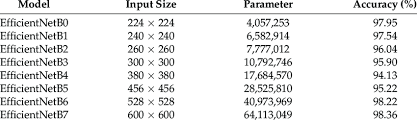 Model Input Size Parameter Accuracy (%)
EfficientNetB0 224 × 224 4,057,253 97.95
EfficientNetB1 240 × 240 6,582,914 97.54
EfficientNetB2 260 × 260 7,777,012 96.04
EfficientNetB3 300 × 300 10,792,746 95.90
EfficientNetB4 380 × 380 17,684,570 94.13
EfficientNetB5 456 × 456 28,525,810 95.22
EfficientNetB6 528 × 528 40,973,969 98.22
EfficientNetB7 600 × 600 64,113,049 98.36